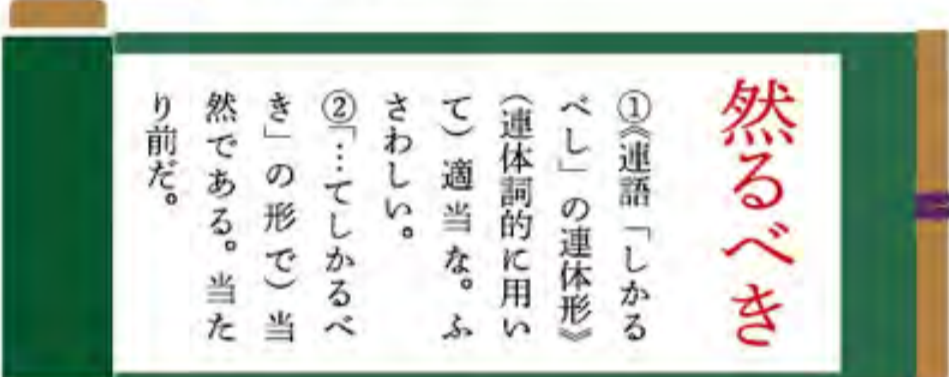 然るべき
①《連語「しかる
べし」の連体形》
(連体詞的に用い
て)適当な。ふ
さわしい。
②「…てしかるべ
き」の形で)当
然である。当た
り前だ。